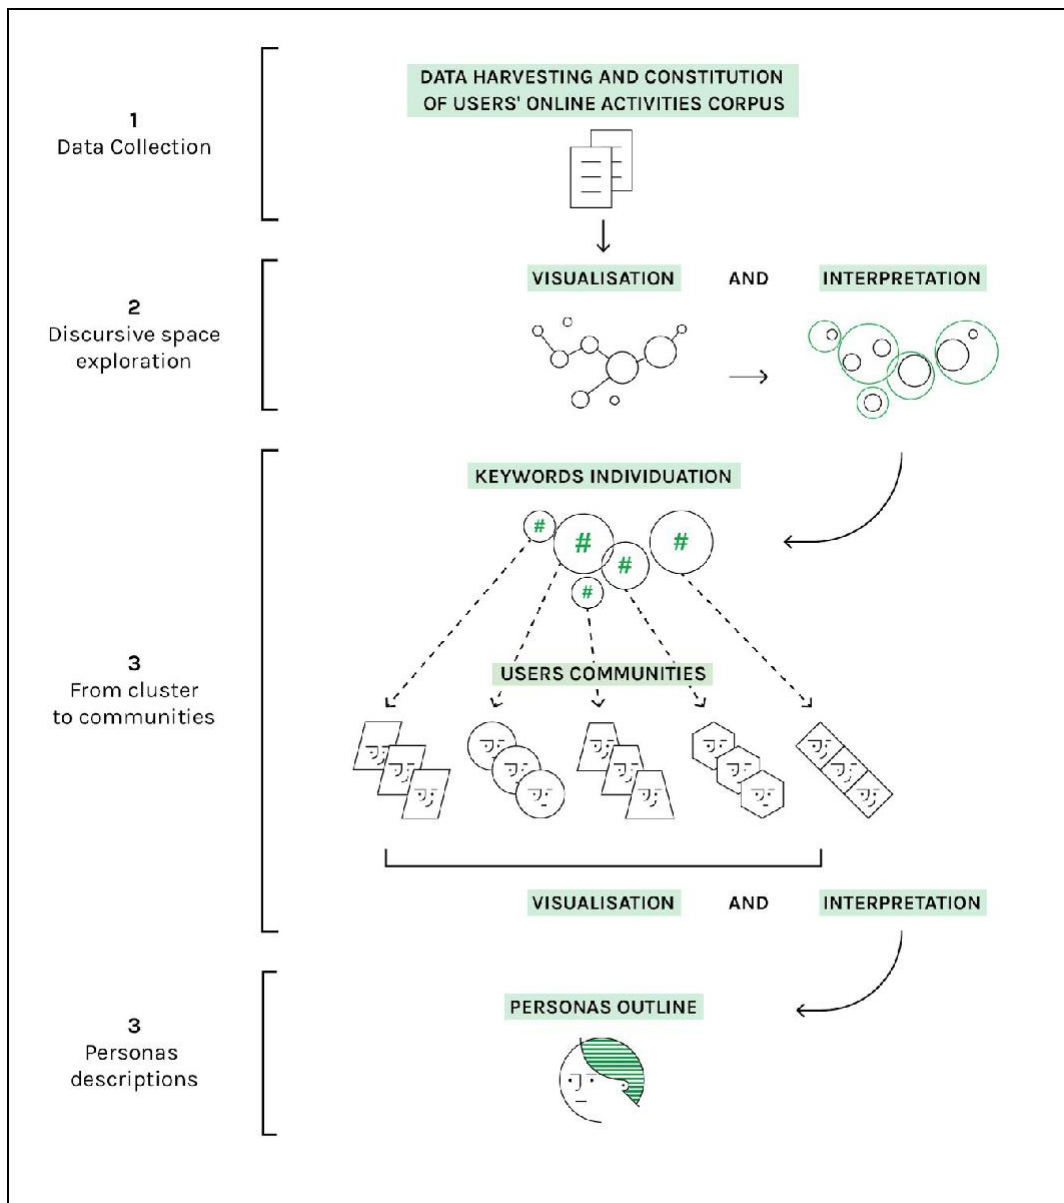 1
Data Collection
DATA HARVESTING AND CONSTITUTION
OF USERS' ONLINE ACTIVITIES CORPUS
2
Discursive space
exploration
VISUALISATION AND INTERPRETATION
3
From cluster
to communities
KEYWORDS INDIVIDUATION
# # # # #
USERS COMMUNITIES
VISUALISATION AND INTERPRETATION
3
Personas
descriptions
PERSONAS OUTLINE